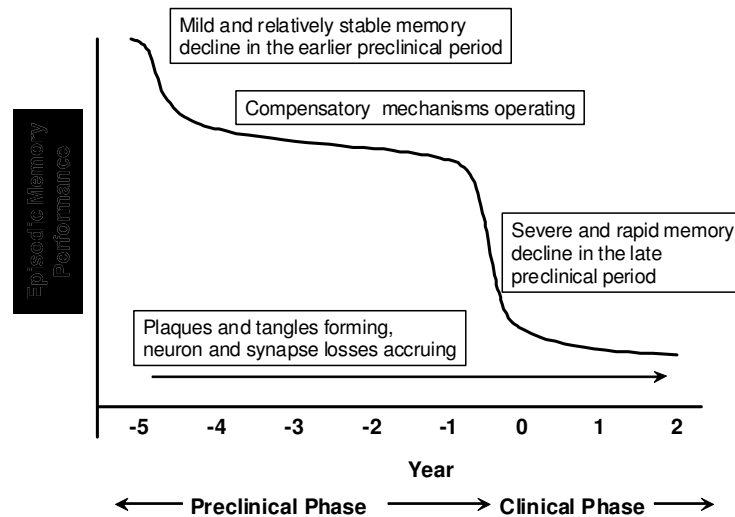 Mild and relatively stable memory
decline in the earlier preclinical period
Compensatory mechanisms operating
Episodic Memory
Performance
Severe and rapid memory
decline in the late
preclinical period
Plaques and tangles forming,
neuron and synapse losses accruing
-5 -4 -3 -2 -1 0 1 2
Year
Preclinical Phase Clinical Phase